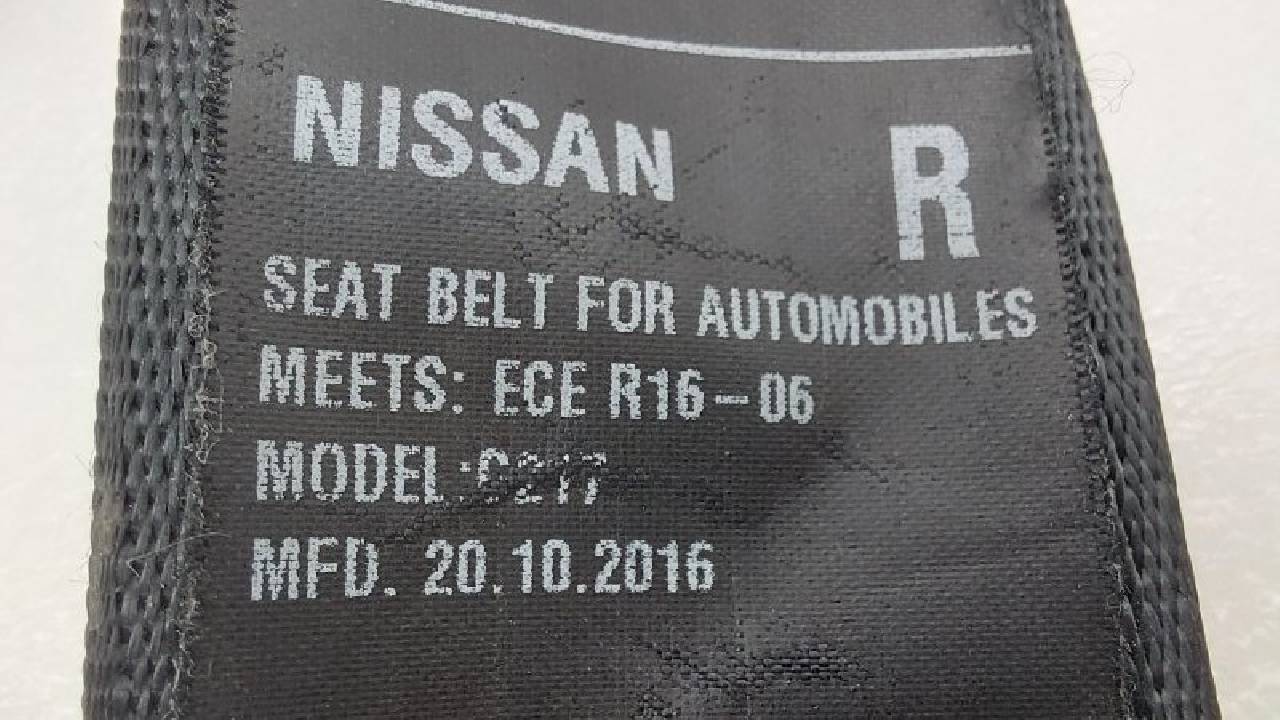 NISSAN R
SEAT BELT FOR AUTOMOBILES
MEETS: ECE R16-06
MODEL:
MFD. 20.10.2016